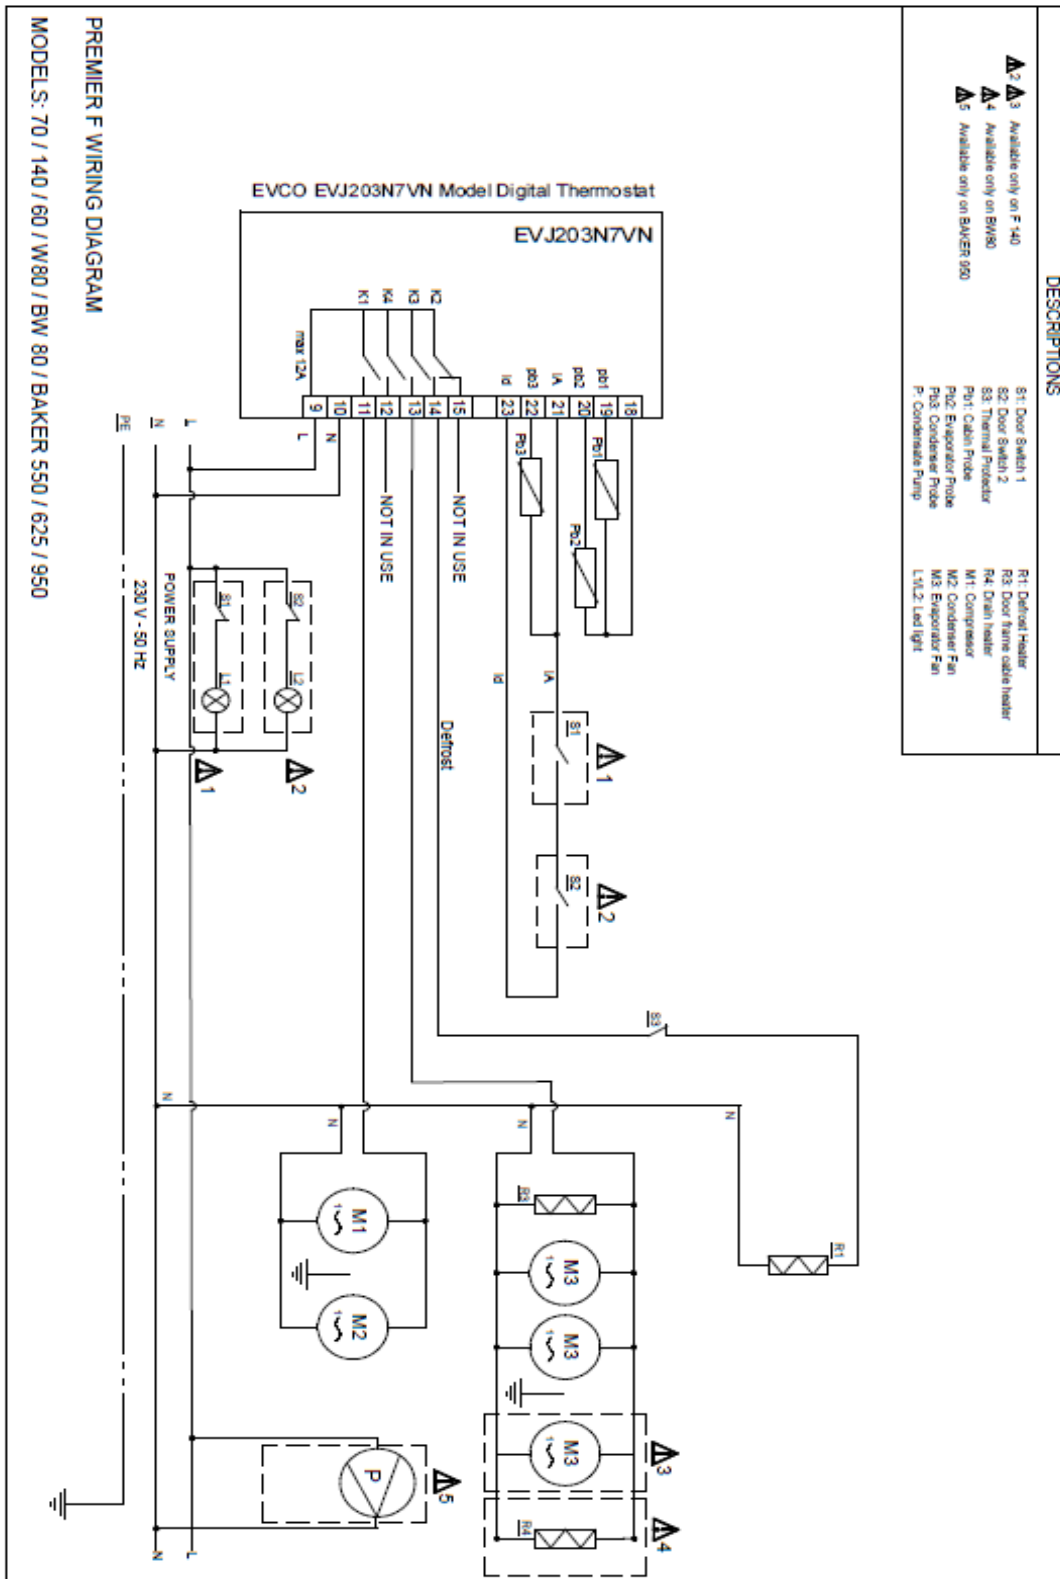 DESCRIPTIONS
2 3 Available only on F 140
4 Available only on BW80
5 Available only on BAKER 950
S1: Door Switch 1
S2: Door Switch 2
S3: Thermal Protector
Pb1: Cabin Probe
Pb2: Evaporator Probe
Pb3: Condenser Probe
P: Condensate Pump
R1: Defrost Heater
R3: Door frame cable heater
R4: Drain heater
M1: Compressor
M2: Condenser Fan
M3: Evaporator Fan
L1/L2: Led light
EVCO EVJ203N7VN Model Digital Thermostat
EVJ203N7VN
K1
K4
K3
K2
max 12A
Id
pb3
IA
pb2
pb1
9
10
11
12
13
14
15
23
22
21
20
19
18
L
N
NOT IN USE
NOT IN USE
Pb3
Pb2
Pb1
L
N
PE
POWER SUPPLY
230 V - 50 Hz
S1
L1
S2
L2
1
2
Defrost
Id
IA
S1
1
S2
2
S3
N
N
N
N
R1
R3
M3
1
M3
1
M3
1
3
R4
4
M1
1
M2
1
P
5
L
N
PREMIER F WIRING DIAGRAM
MODELS: 70 / 140 / 60 / W80 / BW 80 / BAKER 550 / 625 / 950